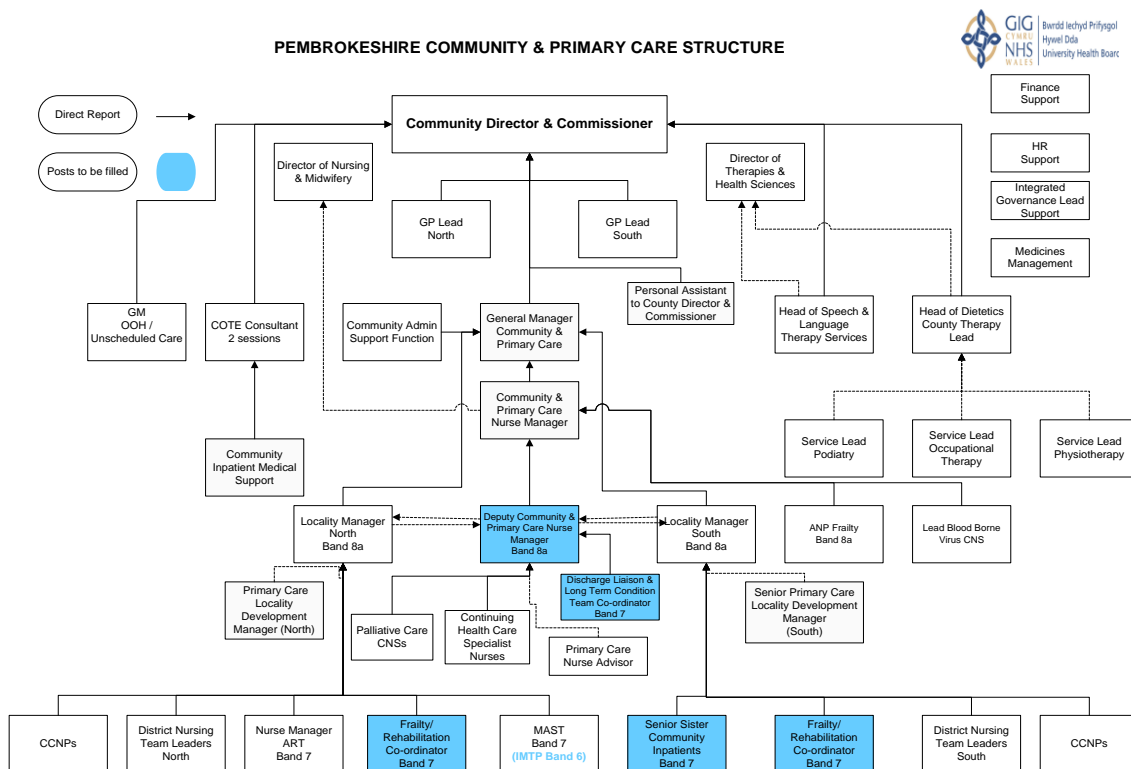 PEMBROKESHIRE COMMUNITY & PRIMARY CARE STRUCTURE
GIG
CYMRU
NHS
WALES
Bwrdd Iechyd Prifysgol
Hywel Dda
University Health Board
Direct Report
Posts to be filled
Finance
Support
HR
Support
Integrated
Governance Lead
Support
Medicines
Management
Community Director & Commissioner
Director of Nursing
& Midwifery
Director of
Therapies &
Health Sciences
GP Lead
North
GP Lead
South
Personal Assistant
to County Director &
Commissioner
GM
OOH /
Unscheduled Care
COTE Consultant
2 sessions
Community Admin
Support Function
General Manager
Community &
Primary Care
Head of Speech &
Language
Therapy Services
Head of Dietetics
County Therapy
Lead
Community &
Primary Care
Nurse Manager
Community
Inpatient Medical
Support
Service Lead
Podiatry
Service Lead
Occupational
Therapy
Service Lead
Physiotherapy
Locality Manager
North
Band 8a
Deputy Community &
Primary Care Nurse
Manager
Band 8a
Locality Manager
South
Band 8a
ANP Frailty
Band 8a
Lead Blood Borne
Virus CNS
Primary Care
Locality
Development
Manager (North)
Palliative Care
CNSs
Continuing
Health Care
Specialist
Nurses
Discharge Liaison &
Long Term Condition
Team Co-ordinator
Band 7
Primary Care
Nurse Advisor
Senior Primary Care
Locality Development
Manager
(South)
CCNPs
District Nursing
Team Leaders
North
Nurse Manager
ART
Band 7
Frailty/
Rehabilitation
Co-ordinator
Band 7
MAST
Band 7
(IMTP Band 6)
Senior Sister
Community
Inpatients
Band 7
Frailty/
Rehabilitation
Co-ordinator
Band 7
District Nursing
Team Leaders
South
CCNPs